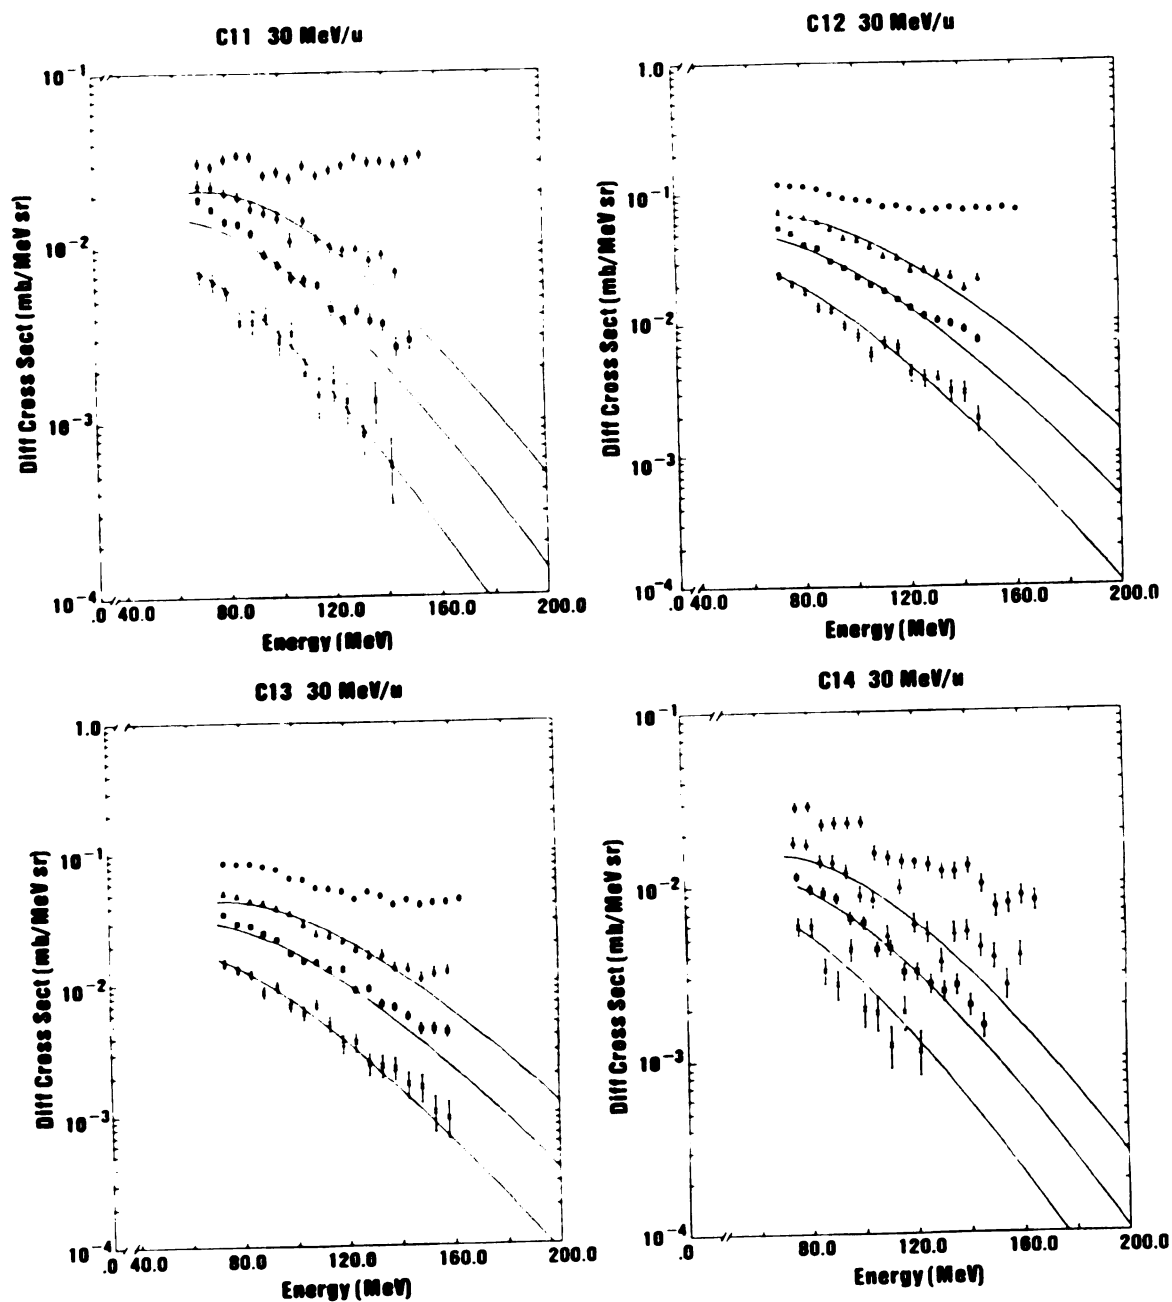 C11 30 MeV/u
10⁻¹
10⁻²
10⁻³
10⁻⁴
.0 40.0 80.0 120.0 160.0 200.0
Diff Cross Sect (mb/MeV sr)
Energy (MeV)
C12 30 MeV/u
1.0
10⁻¹
10⁻²
10⁻³
10⁻⁴
.0 40.0 80.0 120.0 160.0 200.0
Diff Cross Sect (mb/MeV sr)
Energy (MeV)
C13 30 MeV/u
1.0
10⁻¹
10⁻²
10⁻³
10⁻⁴
.0 40.0 80.0 120.0 160.0 200.0
Diff Cross Sect (mb/MeV sr)
Energy (MeV)
C14 30 MeV/u
10⁻¹
10⁻²
10⁻³
10⁻⁴
.0 80.0 120.0 160.0 200.0
Diff Cross Sect (mb/MeV sr)
Energy (MeV)